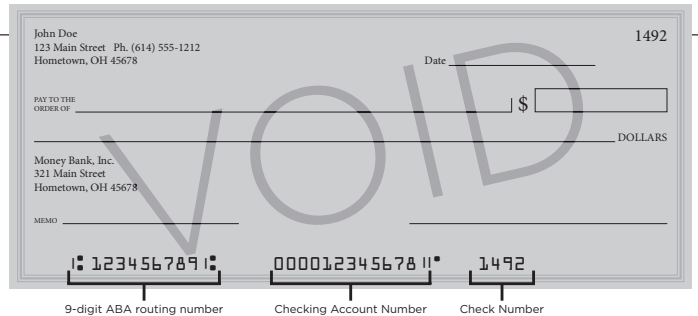 John Doe
1492
123 Main Street Ph. (614) 555-1212
Hometown, OH 45678
Date
PAY TO THE
ORDER OF
$
DOLLARS
VOID
Money Bank, Inc.
321 Main Street
Hometown, OH 45678
MEMO
⑆ 123456789 ⑆ 000012345678 ⑈ 1492
9-digit ABA routing number Checking Account Number Check Number